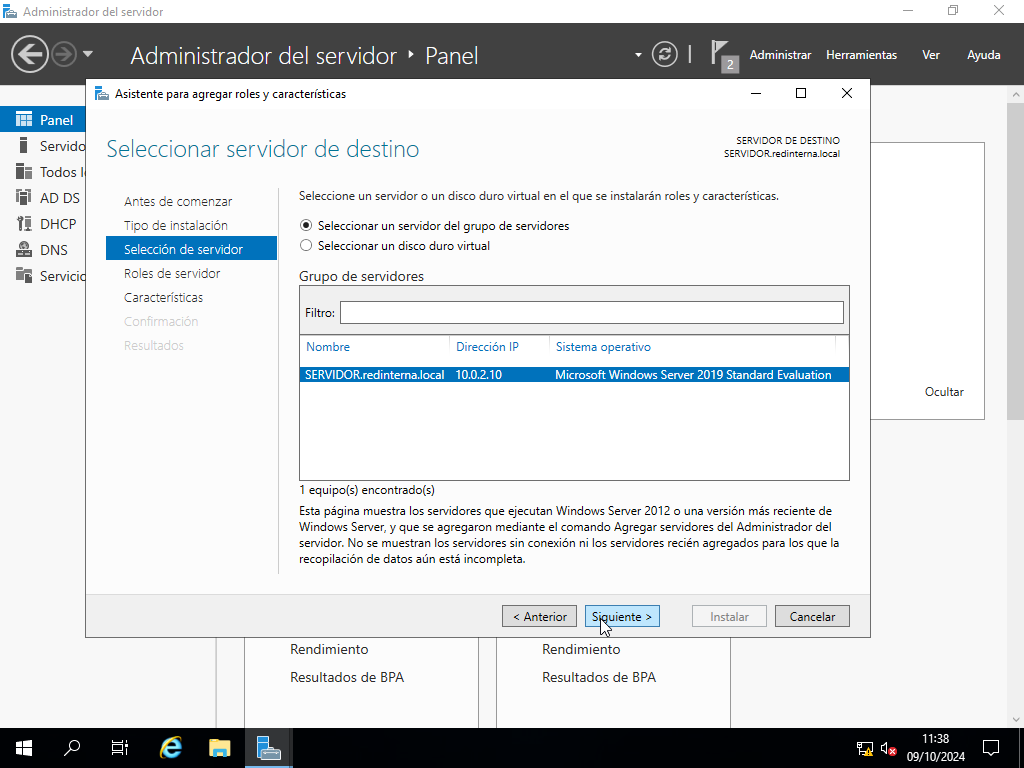 Administrador del servidor
Administrador del servidor ‣ Panel
2
Administrar
Herramientas
Ver
Ayuda
Panel
Servido
Todos l
AD DS
DHCP
DNS
Servicio
Asistente para agregar roles y características
Seleccionar servidor de destino
SERVIDOR DE DESTINO
SERVIDOR.redinterna.local
Antes de comenzar
Tipo de instalación
Selección de servidor
Roles de servidor
Características
Confirmación
Resultados
Seleccione un servidor o un disco duro virtual en el que se instalarán roles y características.
Seleccionar un servidor del grupo de servidores
Seleccionar un disco duro virtual
Grupo de servidores
Filtro:
Nombre Dirección IP Sistema operativo
SERVIDOR.redinterna.local 10.0.2.10 Microsoft Windows Server 2019 Standard Evaluation
1 equipo(s) encontrado(s)
Esta página muestra los servidores que ejecutan Windows Server 2012 o una versión más reciente de
Windows Server, y que se agregaron mediante el comando Agregar servidores del Administrador del
servidor. No se muestran los servidores sin conexión ni los servidores recién agregados para los que la
recopilación de datos aún está incompleta.
< Anterior
Siguiente >
Instalar
Cancelar
Ocultar
Rendimiento
Resultados de BPA
Rendimiento
Resultados de BPA
11:38
09/10/2024